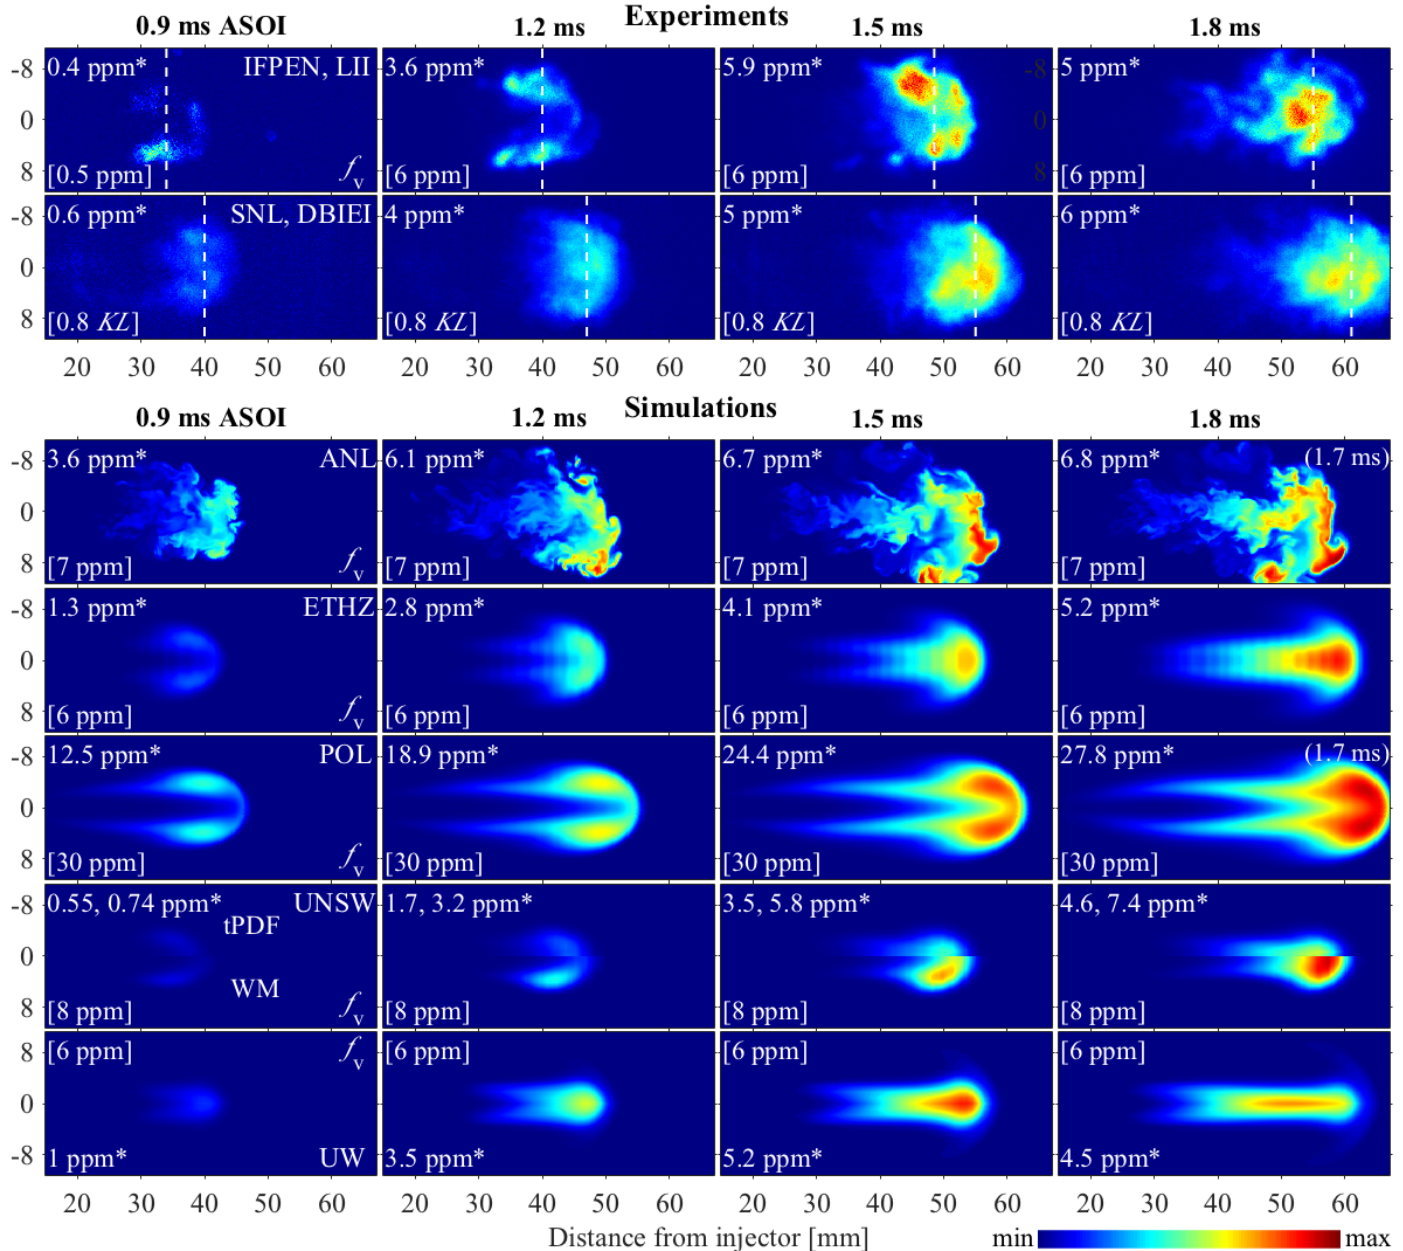 Experiments
0.9 ms ASOI 1.2 ms 1.5 ms 1.8 ms
-8 0.4 ppm* IFPEN, LII 3.6 ppm* 5.9 ppm* -8 5 ppm*
0 0
8 [0.5 ppm] fv [6 ppm] [6 ppm] 8 [6 ppm]
-8 0.6 ppm* SNL, DBIEI 4 ppm* 5 ppm* 6 ppm*
0
8 [0.8 KL] [0.8 KL] [0.8 KL] [0.8 KL]
20 30 40 50 60 20 30 40 50 60 20 30 40 50 60 20 30 40 50 60
Simulations
0.9 ms ASOI 1.2 ms 1.5 ms 1.8 ms
-8 3.6 ppm* ANL 6.1 ppm* 6.7 ppm* 6.8 ppm* (1.7 ms)
0
8 [7 ppm] fv [7 ppm] [7 ppm] [7 ppm]
-8 1.3 ppm* ETHZ 2.8 ppm* 4.1 ppm* 5.2 ppm*
0
8 [6 ppm] fv [6 ppm] [6 ppm] [6 ppm]
-8 12.5 ppm* POL 18.9 ppm* 24.4 ppm* 27.8 ppm* (1.7 ms)
0
8 [30 ppm] fv [30 ppm] [30 ppm] [30 ppm]
-8 0.55, 0.74 ppm* UNSW 1.7, 3.2 ppm* 3.5, 5.8 ppm* 4.6, 7.4 ppm*
tPDF
0
WM
8 [8 ppm] fv [8 ppm] [8 ppm] [8 ppm]
8 [6 ppm] fv [6 ppm] [6 ppm] [6 ppm]
0
-8 1 ppm* UW 3.5 ppm* 5.2 ppm* 4.5 ppm*
20 30 40 50 60 20 30 40 50 60 20 30 40 50 60 20 30 40 50 60
Distance from injector [mm] min max